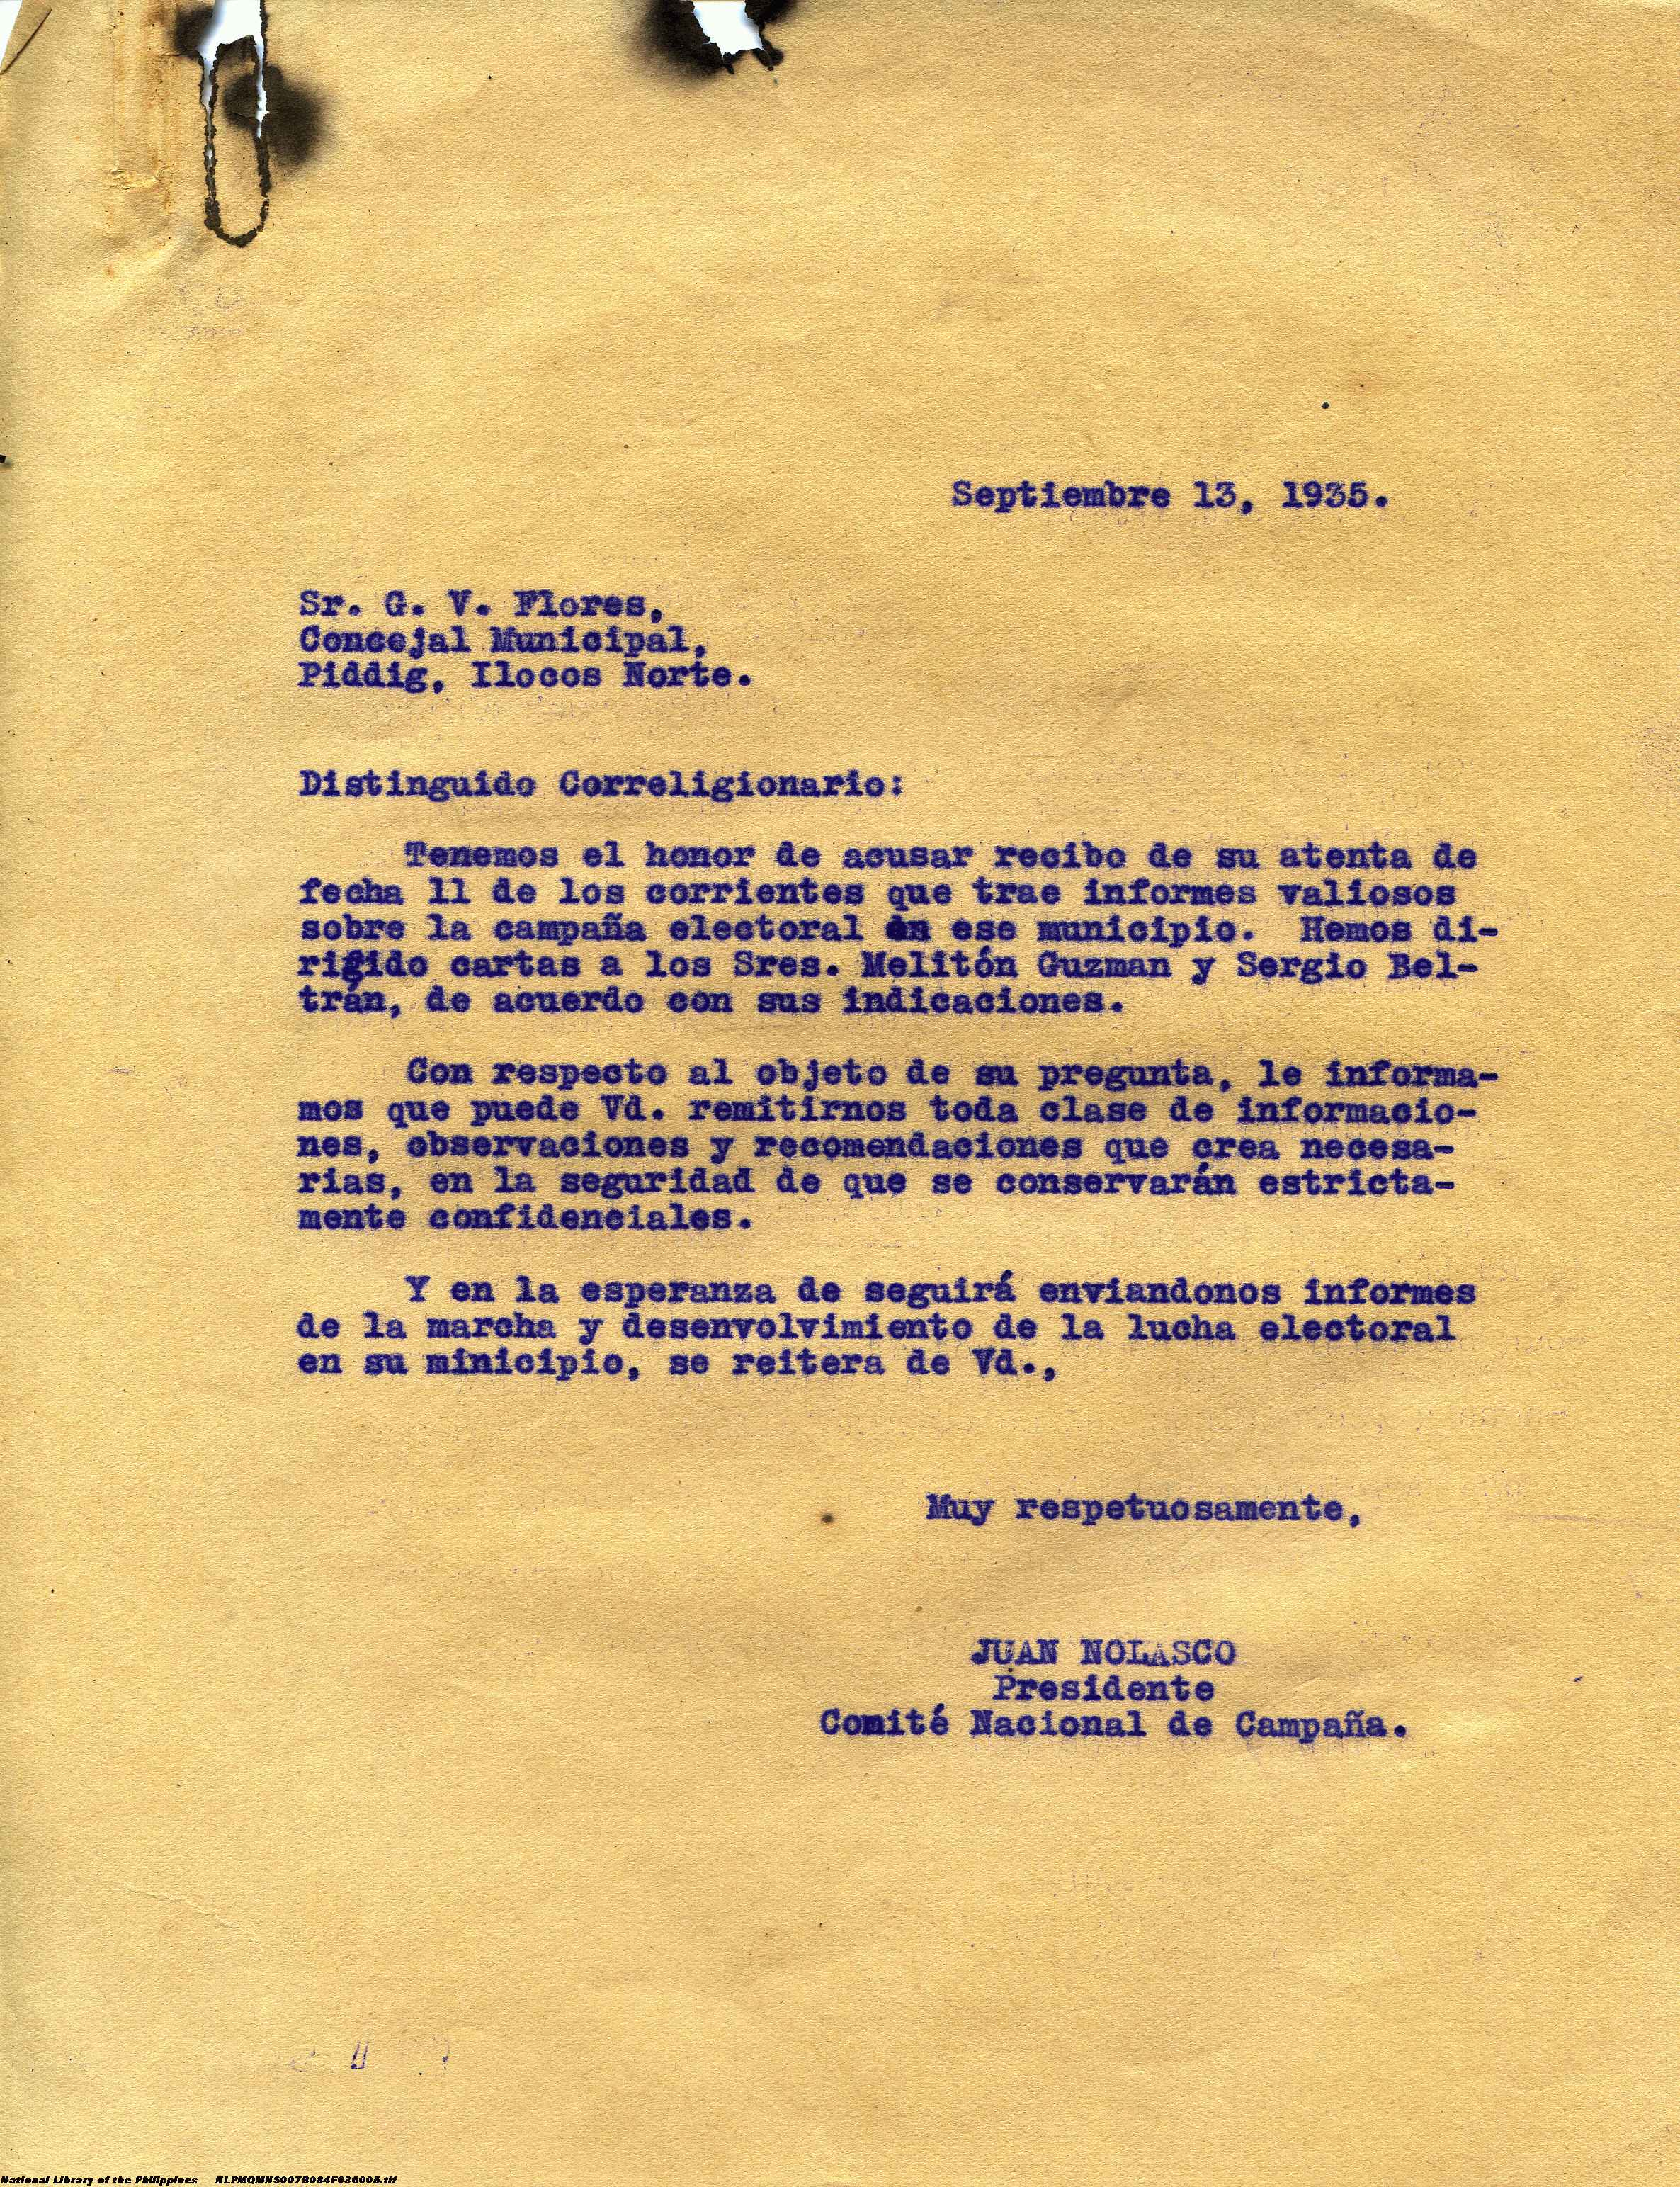 Septiembre 13, 1935.
Sr. G. V. Flores,
Concejal Municipal,
Piddig, Ilocos Norte.
Distinguido Correligionario:
Tenemos el honor de acusar recibo de su atenta de
fecha 11 de los corrientes que trae informes valiosos
sobre la campaña electoral en ese municipio. Hemos di-
rigido cartas a los Sres. Melitón Guzman y Sergio Bel-
trán, de acuerdo con sus indicaciones.
Con respecto al objeto de su pregunta, le informa-
mos que puede Vd. remitirnos toda clase de informacio-
nes, observaciones y recomendaciones que crea necesa-
rias, en la seguridad de que se conservarán estricta-
mente confidenciales.
Y en la esperanza de seguirá enviandonos informes
de la marcha y desenvolvimiento de la lucha electoral
en su minicipio, se reitera de Vd.,
Muy respetuosamente,
JUAN NOLASCO
Presidente
Comité Nacional de Campaña.
National Library of the Philippines NLPMQMNS007B084F036005.tif